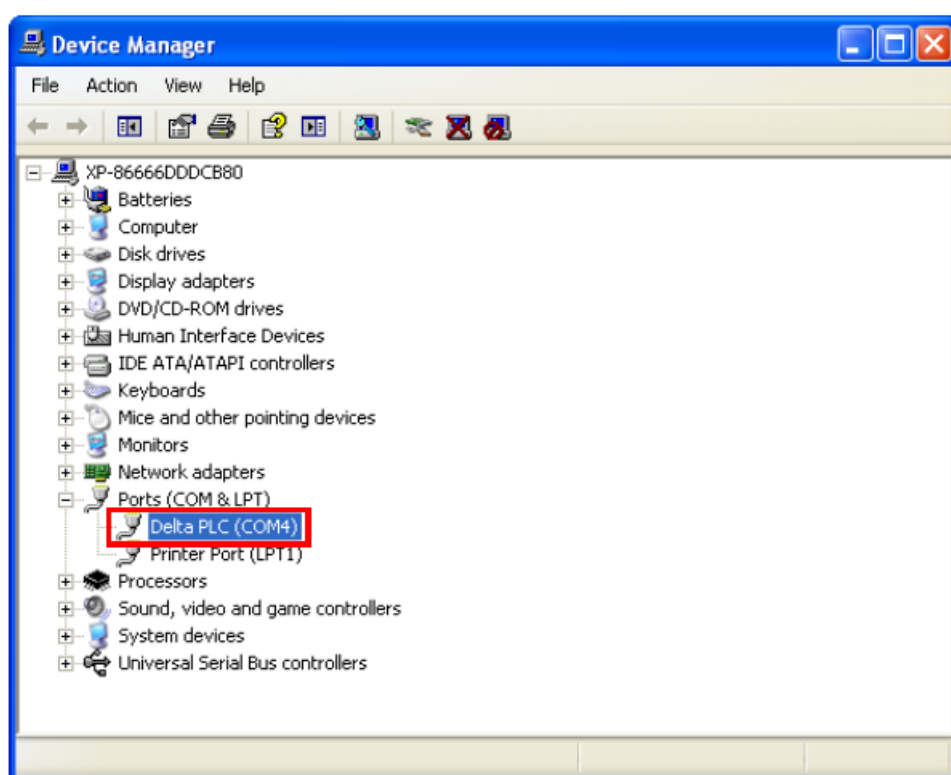 Device Manager
File Action View Help
XP-86666DDDCB80
Batteries
Computer
Disk drives
Display adapters
DVD/CD-ROM drives
Human Interface Devices
IDE ATA/ATAPI controllers
Keyboards
Mice and other pointing devices
Monitors
Network adapters
Ports (COM & LPT)
Delta PLC (COM4)
Printer Port (LPT1)
Processors
Sound, video and game controllers
System devices
Universal Serial Bus controllers